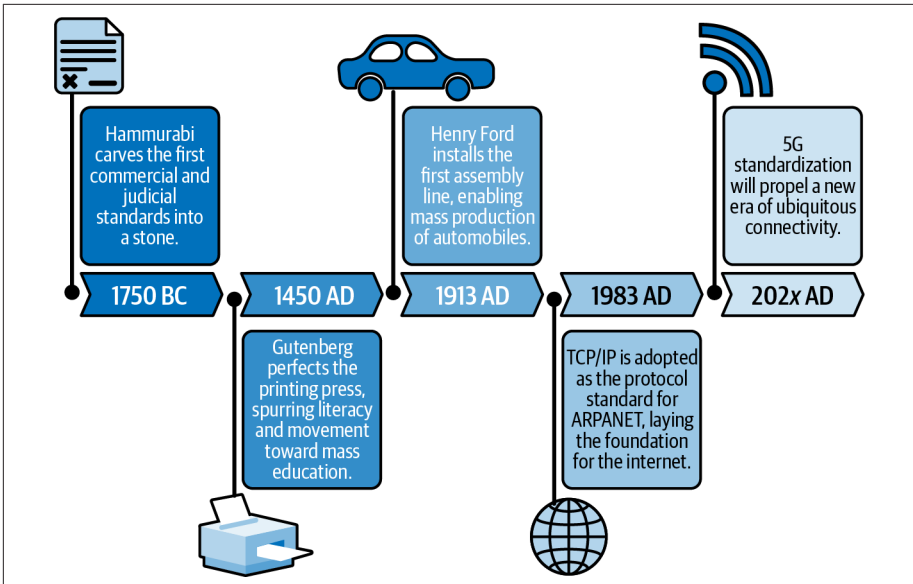 Hammurabi
carves the first
commercial and
judicial
standards into
a stone.
1750 BC
1450 AD
Gutenberg
perfects the
printing press,
spurring literacy
and movement
toward mass
education.
Henry Ford
installs the
first assembly
line, enabling
mass production
of automobiles.
1913 AD
1983 AD
TCP/IP is adopted
as the protocol
standard for
ARPANET, laying
the foundation
for the internet.
5G
standardization
will propel a new
era of ubiquitous
connectivity.
202x AD